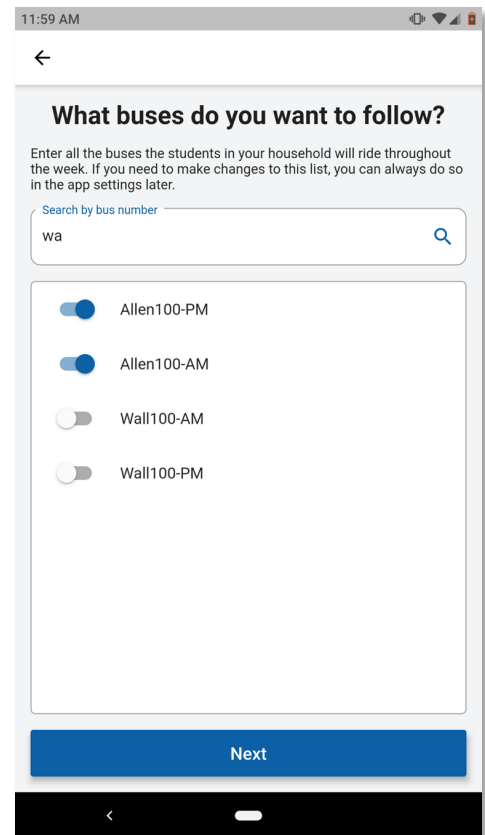 11:59 AM
What buses do you want to follow?
Enter all the buses the students in your household will ride throughout
the week. If you need to make changes to this list, you can always do so
in the app settings later.
Search by bus number
wa
Allen100-PM
Allen100-AM
Wall100-AM
Wall100-PM
Next